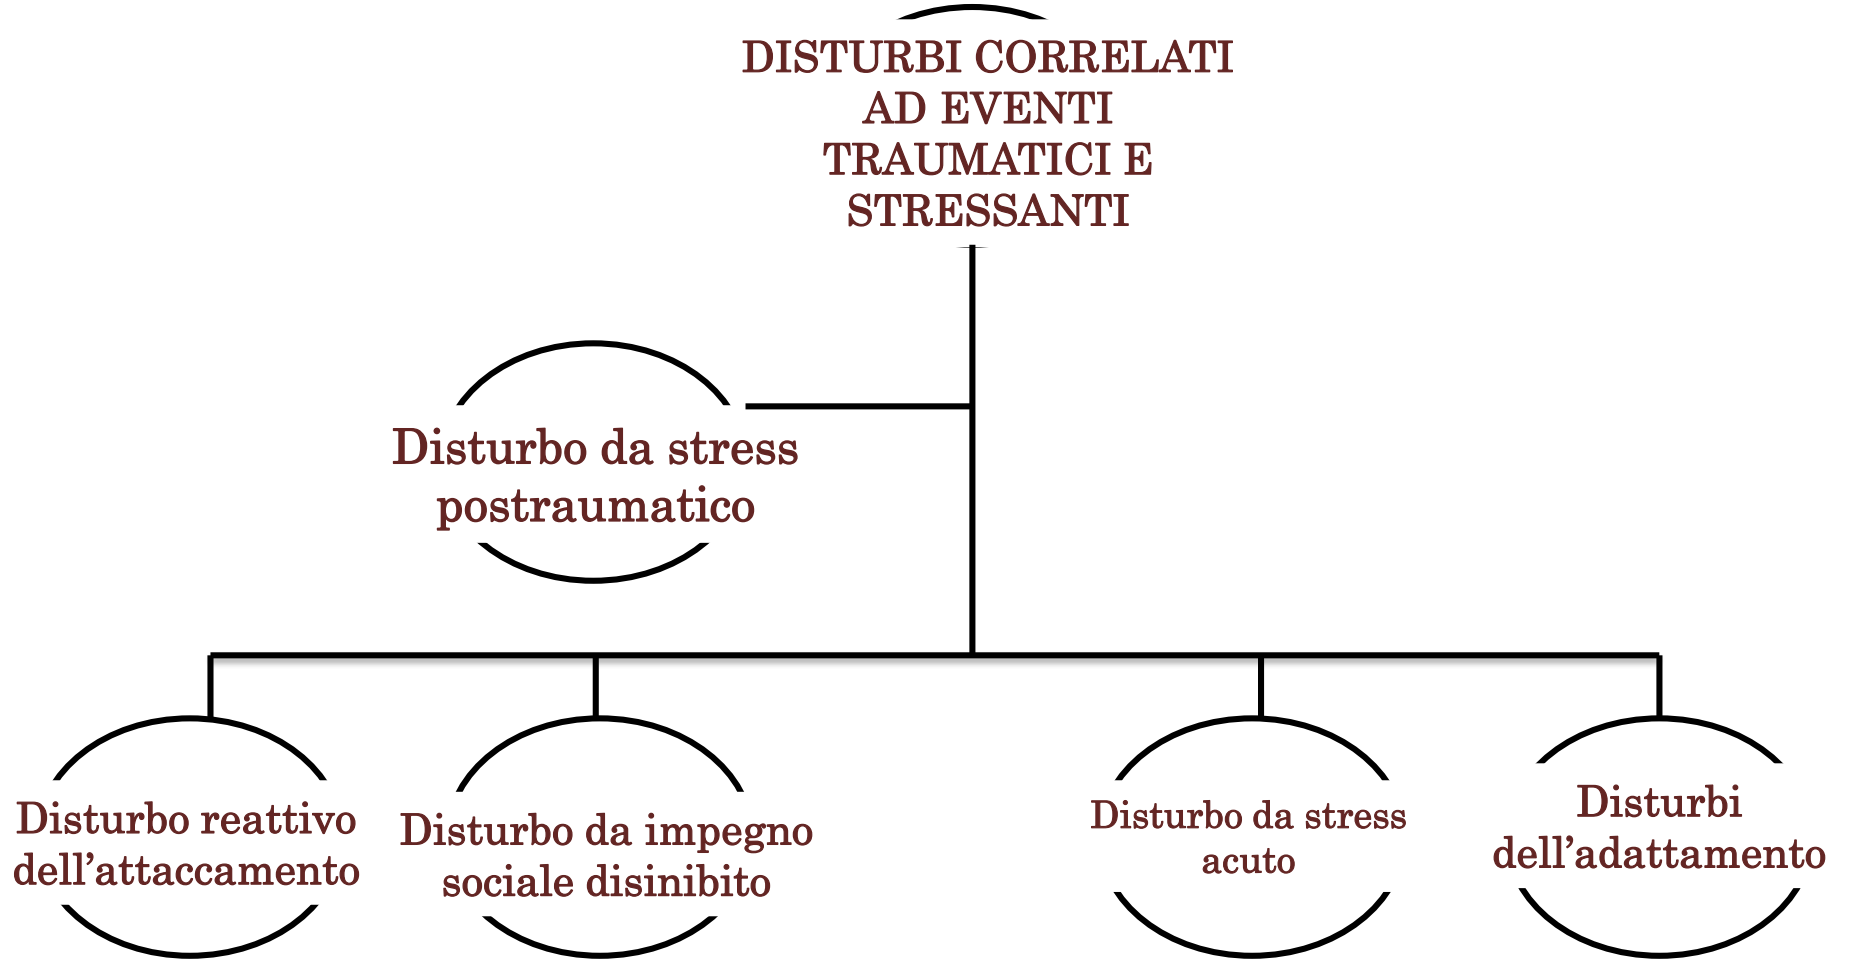 DISTURBI CORRELATI
AD EVENTI
TRAUMATICI E
STRESSANTI
Disturbo da stress
postraumatico
Disturbo reattivo
dell’attaccamento
Disturbo da impegno
sociale disinibito
Disturbo da stress
acuto
Disturbi
dell’adattamento